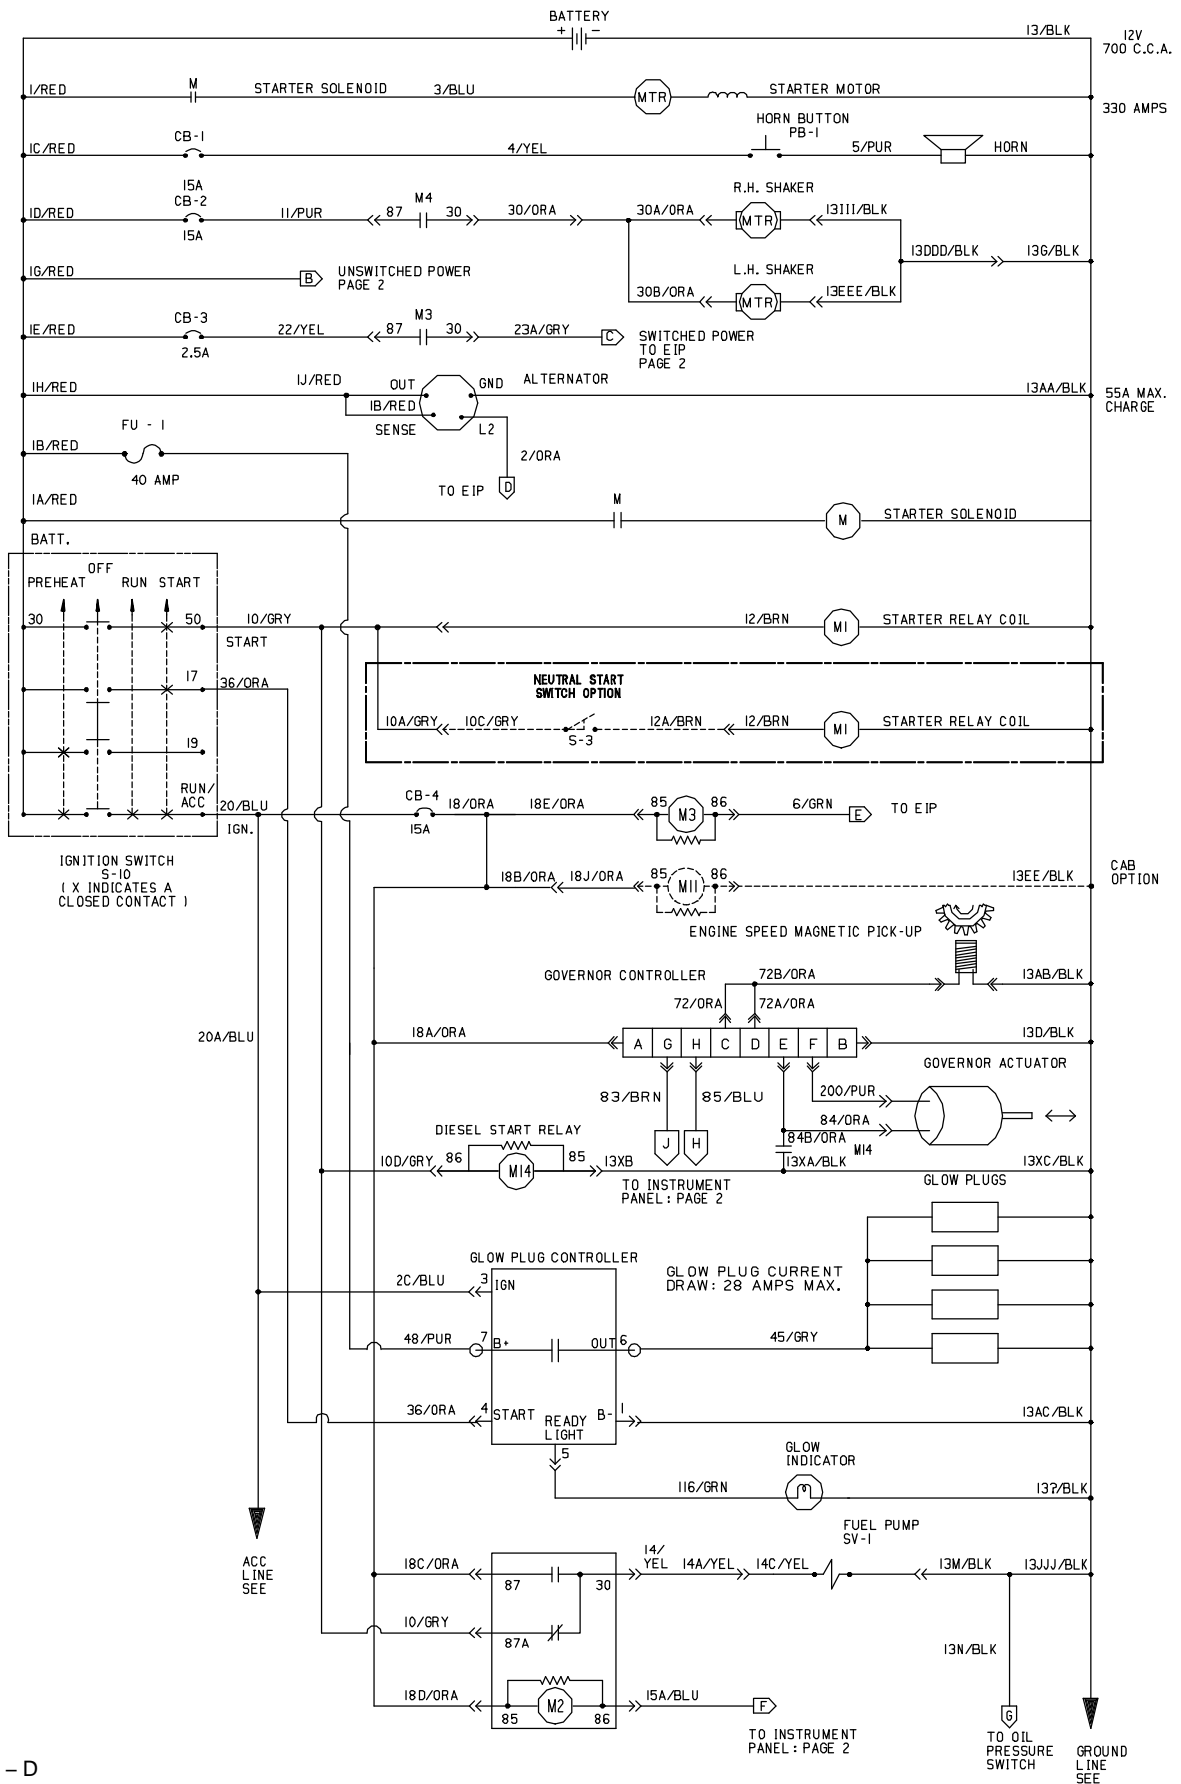 BATTERY
+ -
13/BLK
12V
700 C.C.A.
1/RED
M
STARTER SOLENOID
3/BLU
MTR
STARTER MOTOR
330 AMPS
HORN BUTTON
PB-1
1C/RED
CB-1
15A
4/YEL
5/PUR
HORN
1D/RED
CB-2
15A
11/PUR
87
M4
30
30/ORA
30A/ORA
R.H. SHAKER
MTR
13III/BLK
13DDD/BLK
13G/BLK
1G/RED
B
UNSWITCHED POWER
PAGE 2
30B/ORA
L.H. SHAKER
MTR
13EEE/BLK
1E/RED
CB-3
2.5A
22/YEL
87
M3
30
23A/GRY
C
SWITCHED POWER
TO EIP
PAGE 2
1H/RED
1J/RED
OUT
GND
ALTERNATOR
13AA/BLK
55A MAX.
CHARGE
1B/RED
SENSE
L2
2/ORA
TO EIP
D
1B/RED
FU - 1
40 AMP
1A/RED
M
M
STARTER SOLENOID
BATT.
PREHEAT
OFF
RUN
START
30
50
10/GRY
START
12/BRN
M1
STARTER RELAY COIL
17
36/ORA
NEUTRAL START
SWITCH OPTION
10A/GRY
10C/GRY
S-3
12A/BRN
12/BRN
M1
STARTER RELAY COIL
19
RUN/
ACC
20/BLU
IGN.
CB-4
15A
18/ORA
18E/ORA
85
M3
86
6/GRN
E
TO EIP
IGNITION SWITCH
S-10
( X INDICATES A
CLOSED CONTACT )
18B/ORA
18J/ORA
85
M11
86
13EE/BLK
CAB
OPTION
ENGINE SPEED MAGNETIC PICK-UP
GOVERNOR CONTROLLER
72B/ORA
13AB/BLK
72/ORA
72A/ORA
20A/BLU
18A/ORA
A G H C D E F B
13D/BLK
GOVERNOR ACTUATOR
83/BRN
85/BLU
200/PUR
84/ORA
J
H
84B/ORA
M14
DIESEL START RELAY
10D/GRY
86
M14
85
13XB
13XA/BLK
13XC/BLK
TO INSTRUMENT
PANEL: PAGE 2
GLOW PLUGS
GLOW PLUG CONTROLLER
GLOW PLUG CURRENT
DRAW: 28 AMPS MAX.
2C/BLU
3
IGN
48/PUR
7
B+
OUT
6
45/GRY
36/ORA
4
START
READY
LIGHT
B-
1
13AC/BLK
5
GLOW
INDICATOR
116/GRN
13?/BLK
FUEL PUMP
SV-1
ACC
LINE
SEE
18C/ORA
87
30
14/
YEL
14A/YEL
14C/YEL
13M/BLK
13JJJ/BLK
10/GRY
87A
13N/BLK
18D/ORA
85
M2
86
15A/BLU
F
TO INSTRUMENT
PANEL: PAGE 2
G
TO OIL
PRESSURE
SWITCH
GROUND
LINE
SEE
– D